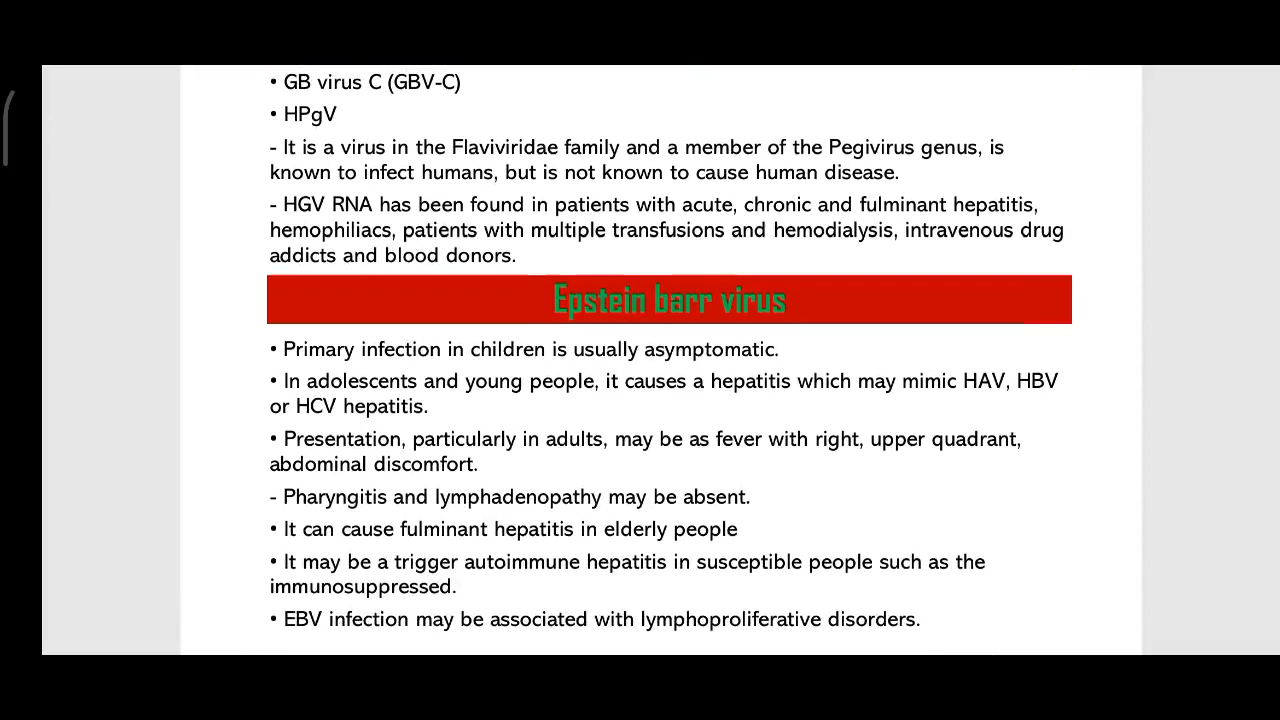 • GB virus C (GBV-C)
• HPgV
- It is a virus in the Flaviviridae family and a member of the Pegivirus genus, is
known to infect humans, but is not known to cause human disease.
- HGV RNA has been found in patients with acute, chronic and fulminant hepatitis,
hemophiliacs, patients with multiple transfusions and hemodialysis, intravenous drug
addicts and blood donors.
Epstein barr virus
• Primary infection in children is usually asymptomatic.
• In adolescents and young people, it causes a hepatitis which may mimic HAV, HBV
or HCV hepatitis.
• Presentation, particularly in adults, may be as fever with right, upper quadrant,
abdominal discomfort.
- Pharyngitis and lymphadenopathy may be absent.
• It can cause fulminant hepatitis in elderly people
• It may be a trigger autoimmune hepatitis in susceptible people such as the
immunosuppressed.
• EBV infection may be associated with lymphoproliferative disorders.